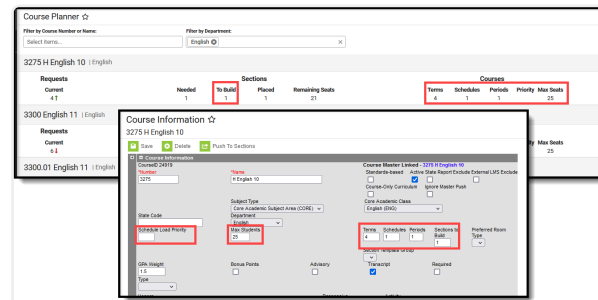 Course Planner ☆
Filter by Course Number or Name:
Filter by Department:
Select items...
English
3275 H English 10 | English
Requests
Sections
Courses
Current
Needed
To Build
Placed
Remaining Seats
Terms
Schedules
Periods
Priority
Max Seats
4↑
1
1
1
21
4
1
1
25
3300 English 11 | English
Requests
Current
6↓
ity Max Seats
25
3300.01 English 11 | English
Course Information ☆
3275 H English 10
Save
Delete
Push To Sections
Course Information
CourseID 24919
Course Master Linked - 3275 H English 10
*Number
*Name
Standards-based
Active
State Report Exclude
External LMS Exclude
3275
H English 10
Course-Only Curriculum
Ignore Master Push
Subject Type
Core Academic Class
Core Academic Subject Area (CORE)
English (ENG)
State Code
Department
English
Schedule Load Priority
Max Students
Terms
Schedules
Periods
Sections to Build
Preferred Room Type
25
4
1
1
1
Section Template Group
GPA Weight
Bonus Points
Advisory
Transcript
Required
1.5
Type
Activity